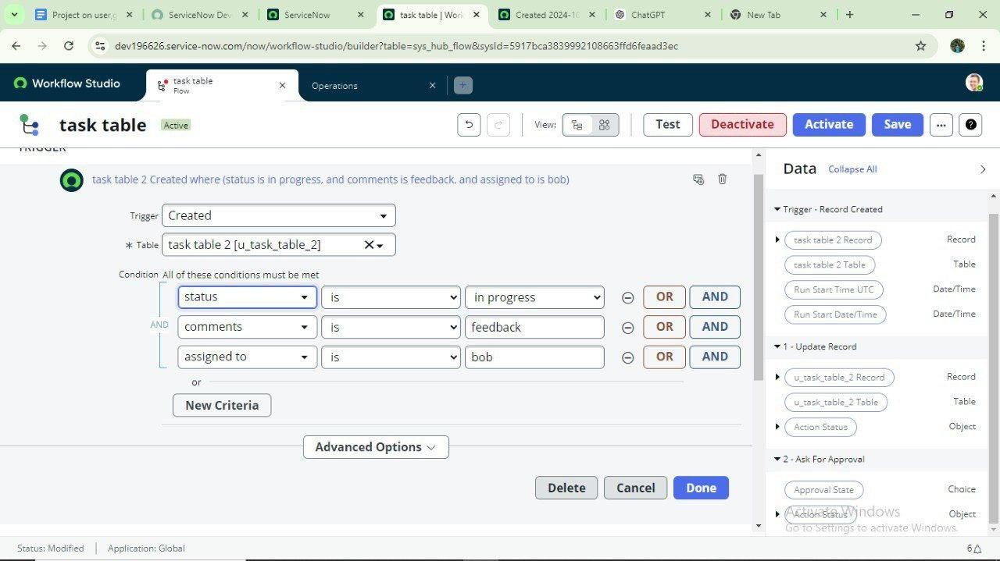 Project on user,g
ServiceNow Dev
ServiceNow
task table | Work
Created 2024-10
ChatGPT
New Tab
dev196626.service-now.com/now/workflow-studio/builder?table=sys_hub_flow&sysId=5917bca3839992108663ffd6feaad3ec
Workflow Studio
task table
Flow
Operations
task table
Active
View:
Test
Deactivate
Activate
Save
TRIGGER
task table 2 Created where (status is in progress, and comments is feedback, and assigned to is bob)
Trigger Created
* Table task table 2 [u_task_table_2]
Condition All of these conditions must be met
status is in progress OR AND
AND
comments is feedback OR AND
assigned to is bob OR AND
or
New Criteria
Advanced Options
Delete Cancel Done
Data Collapse All
Trigger - Record Created
task table 2 Record Record
task table 2 Table Table
Run Start Time UTC Date/Time
Run Start Date/Time Date/Time
1 - Update Record
u_task_table_2 Record Record
u_task_table_2 Table Table
Action Status Object
2 - Ask For Approval
Approval State Choice
Action Status Object
Activate Windows
Go to Settings to activate Windows.
Status: Modified Application: Global
6